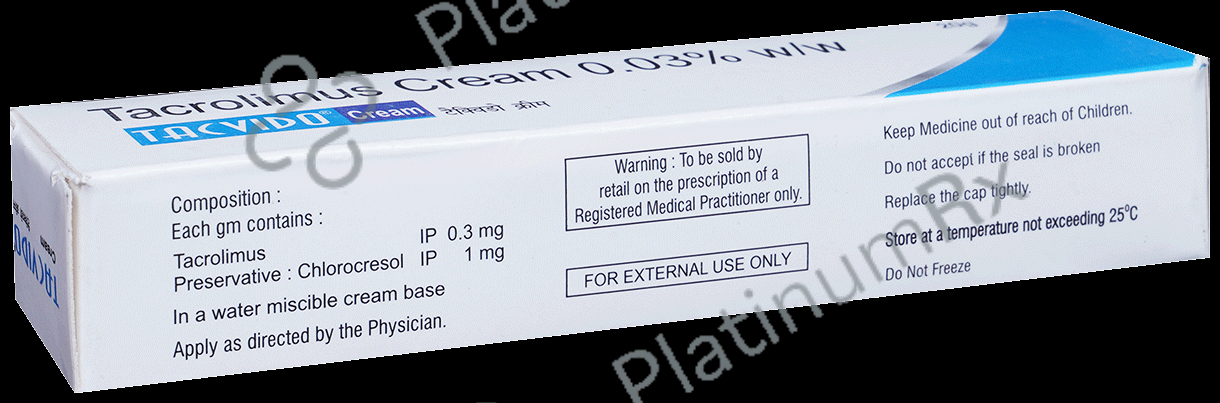 Tacrolimus Cream 0.03% w/w
20g
TACVIDO® Cream टैक्विडो क्रीम
Composition :
Each gm contains :
Tacrolimus IP 0.3 mg
Preservative : Chlorocresol IP 1 mg
In a water miscible cream base
Apply as directed by the Physician.
Warning : To be sold by
retail on the prescription of a
Registered Medical Practitioner only.
FOR EXTERNAL USE ONLY
Keep Medicine out of reach of Children.
Do not accept if the seal is broken
Replace the cap tightly.
Store at a temperature not exceeding 25°C
Do Not Freeze
TACVIDO
Cream
PlatinumRx
PlatinumRx
Platin